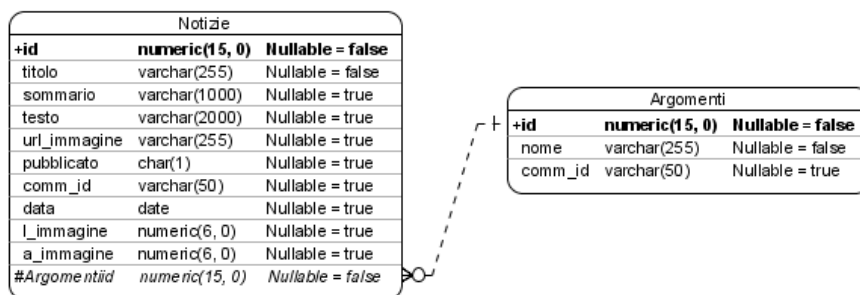 Notizie
+id numeric(15, 0) Nullable = false
titolo varchar(255) Nullable = false
sommario varchar(1000) Nullable = true
testo varchar(2000) Nullable = true
url_immagine varchar(255) Nullable = true
pubblicato char(1) Nullable = true
comm_id varchar(50) Nullable = true
data date Nullable = true
l_immagine numeric(6, 0) Nullable = true
a_immagine numeric(6, 0) Nullable = true
#Argomentiid numeric(15, 0) Nullable = false
Argomenti
+id numeric(15, 0) Nullable = false
nome varchar(255) Nullable = false
comm_id varchar(50) Nullable = true